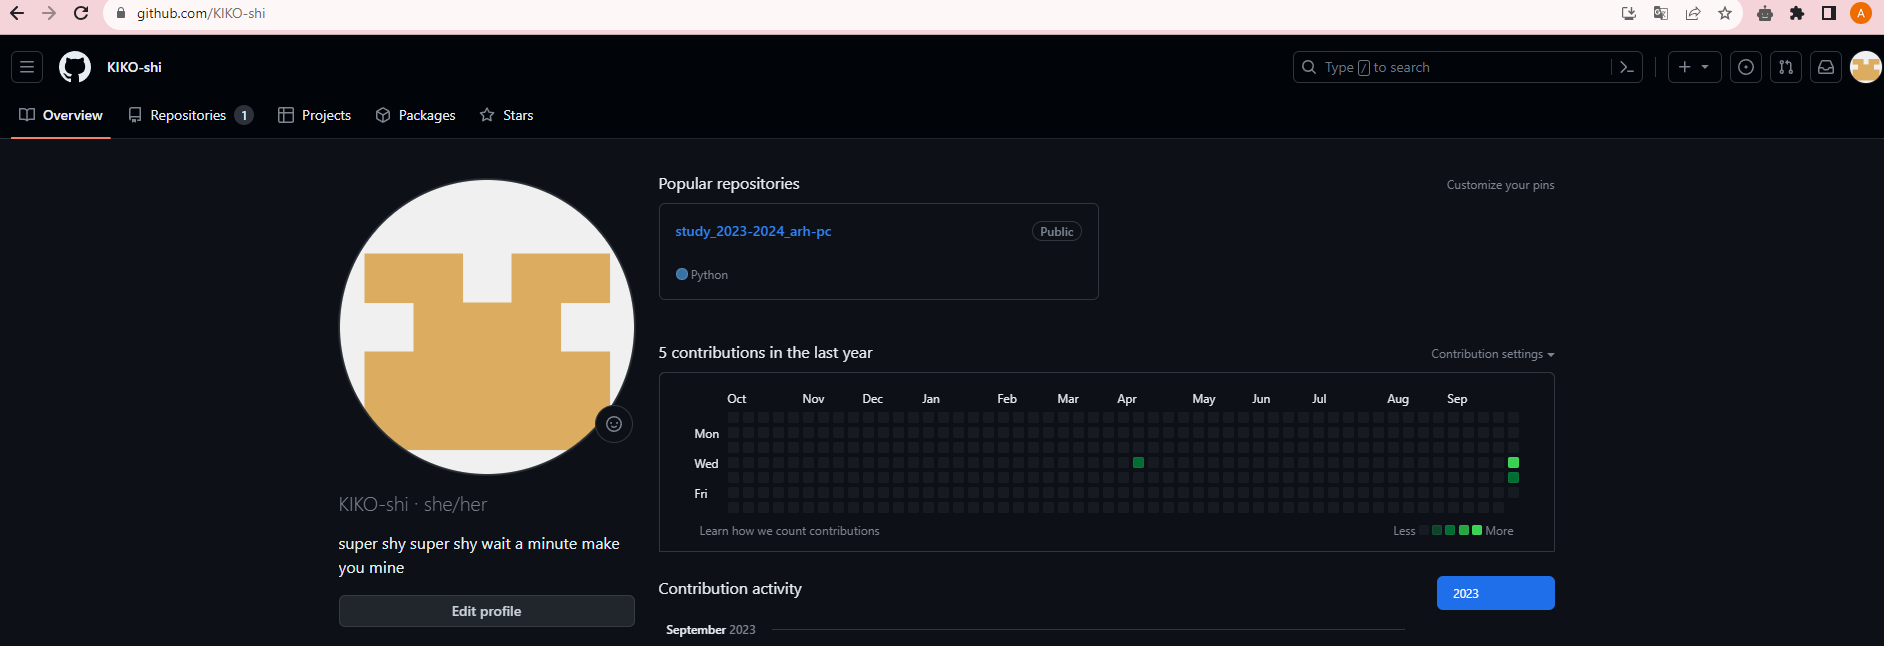 github.com/KIKO-shi
A
KIKO-shi
Type / to search
Overview
Repositories 1
Projects
Packages
Stars
Popular repositories
Customize your pins
study_2023-2024_arh-pc
Public
Python
5 contributions in the last year
Contribution settings
Oct Nov Dec Jan Feb Mar Apr May Jun Jul Aug Sep
Mon
Wed
Fri
Learn how we count contributions
Less More
KIKO-shi · she/her
super shy super shy wait a minute make
you mine
Edit profile
Contribution activity
2023
September 2023